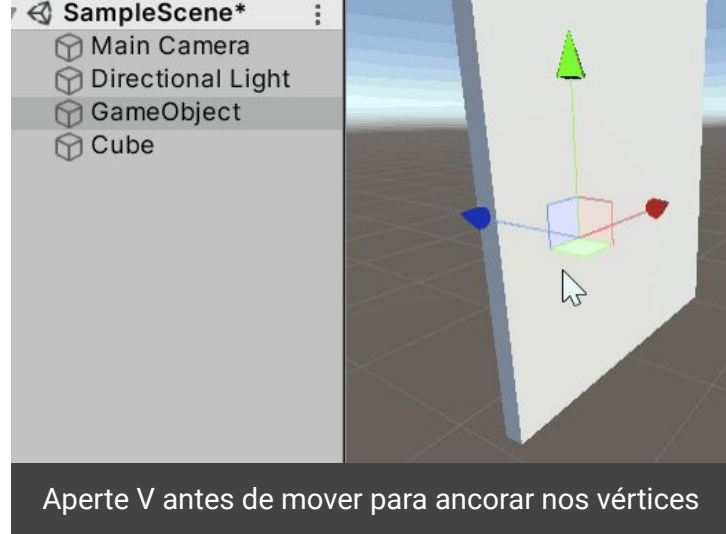 SampleScene*
Main Camera
Directional Light
GameObject
Cube
Aperte V antes de mover para ancorar nos vértices